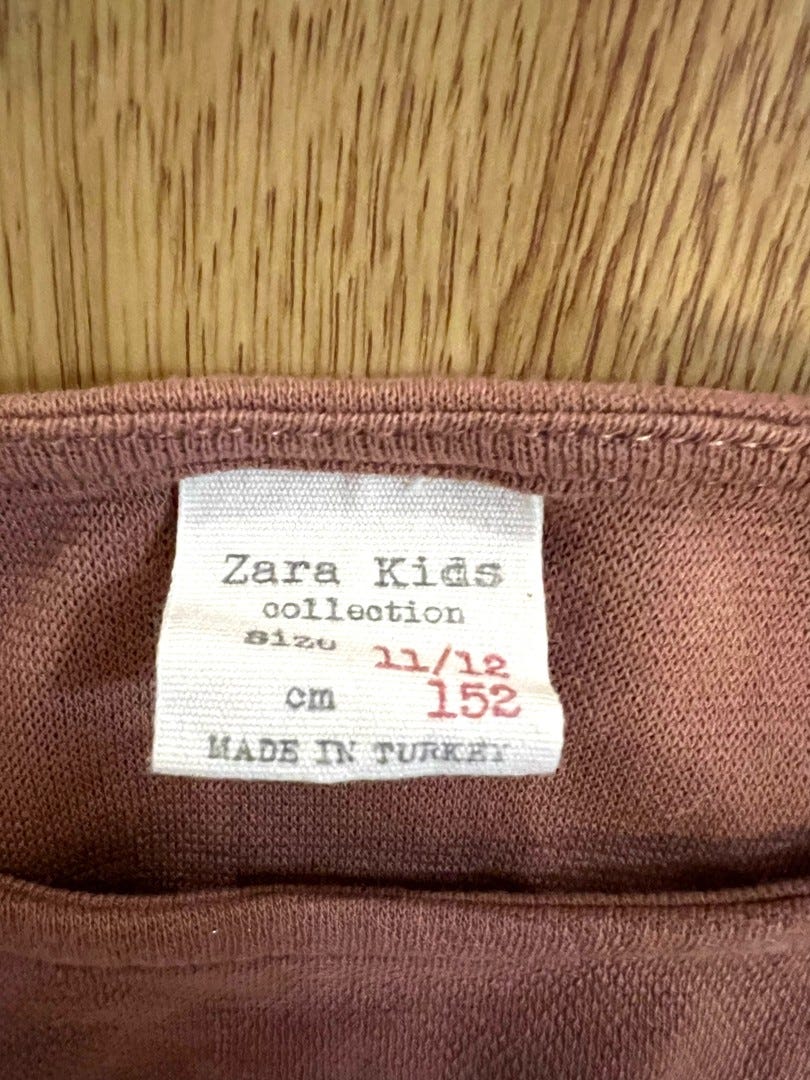 Zara Kids
collection
size 11/12
cm 152
MADE IN TURKEY